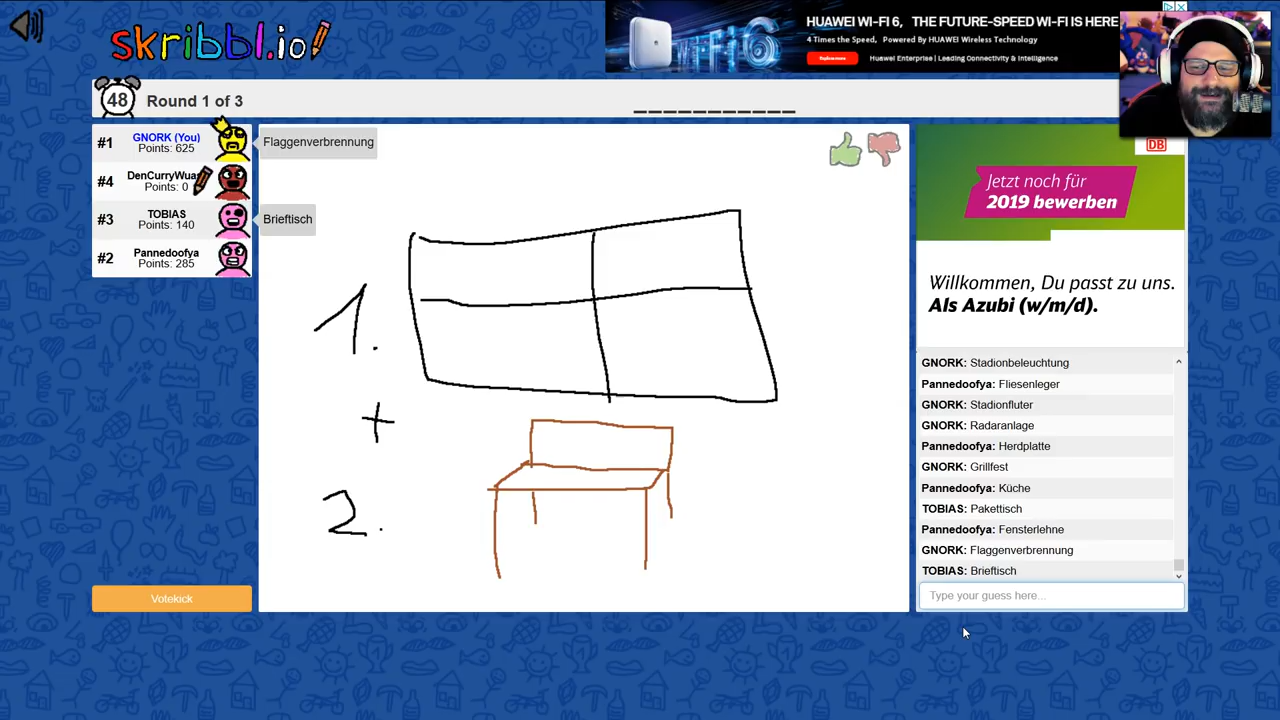 skribbl.io
HUAWEI WI-FI 6, THE FUTURE-SPEED WI-FI IS HERE
4 Times the Speed, Powered By HUAWEI Wireless Technology
Huawei Enterprise | Leading Connectivity & Intelligence
48
Round 1 of 3
#1
GNORK (You)
Points: 625
Flaggenverbrennung
#4
DenCurryWua
Points: 0
#3
TOBIAS
Points: 140
Brieftisch
#2
Pannedoofya
Points: 285
1.
+
2.
Votekick
DB
Jetzt noch für
2019 bewerben
Willkommen, Du passt zu uns.
Als Azubi (w/m/d).
GNORK: Stadionbeleuchtung
Pannedoofya: Fliesenleger
GNORK: Stadionfluter
GNORK: Radaranlage
Pannedoofya: Herdplatte
GNORK: Grillfest
Pannedoofya: Küche
TOBIAS: Pakettisch
Pannedoofya: Fensterlehne
GNORK: Flaggenverbrennung
TOBIAS: Brieftisch
Type your guess here...